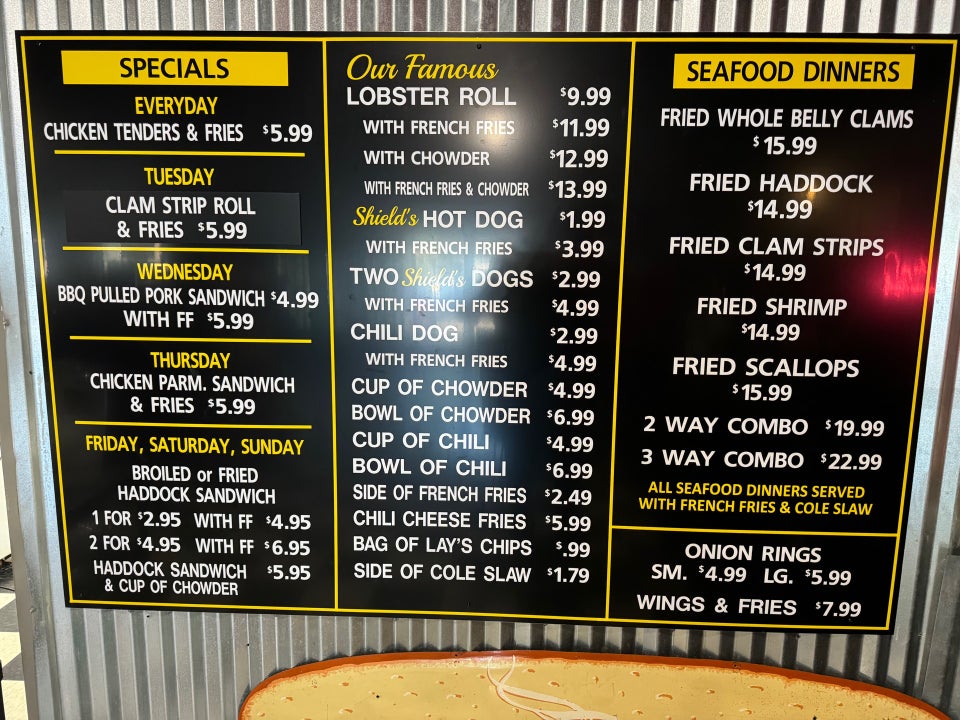 SPECIALS
EVERYDAY
CHICKEN TENDERS & FRIES $5.99
TUESDAY
CLAM STRIP ROLL
& FRIES $5.99
WEDNESDAY
BBQ PULLED PORK SANDWICH $4.99
WITH FF $5.99
THURSDAY
CHICKEN PARM. SANDWICH
& FRIES $5.99
FRIDAY, SATURDAY, SUNDAY
BROILED or FRIED
HADDOCK SANDWICH
1 FOR $2.95 WITH FF $4.95
2 FOR $4.95 WITH FF $6.95
HADDOCK SANDWICH $5.95
& CUP OF CHOWDER
Our Famous
LOBSTER ROLL $9.99
WITH FRENCH FRIES $11.99
WITH CHOWDER $12.99
WITH FRENCH FRIES & CHOWDER $13.99
Shield's HOT DOG $1.99
WITH FRENCH FRIES $3.99
TWO Shield's DOGS $2.99
WITH FRENCH FRIES $4.99
CHILI DOG $2.99
WITH FRENCH FRIES $4.99
CUP OF CHOWDER $4.99
BOWL OF CHOWDER $6.99
CUP OF CHILI $4.99
BOWL OF CHILI $6.99
SIDE OF FRENCH FRIES $2.49
CHILI CHEESE FRIES $5.99
BAG OF LAY'S CHIPS $.99
SIDE OF COLE SLAW $1.79
SEAFOOD DINNERS
FRIED WHOLE BELLY CLAMS
$15.99
FRIED HADDOCK
$14.99
FRIED CLAM STRIPS
$14.99
FRIED SHRIMP
$14.99
FRIED SCALLOPS
$15.99
2 WAY COMBO $19.99
3 WAY COMBO $22.99
ALL SEAFOOD DINNERS SERVED
WITH FRENCH FRIES & COLE SLAW
ONION RINGS
SM. $4.99 LG. $5.99
WINGS & FRIES $7.99